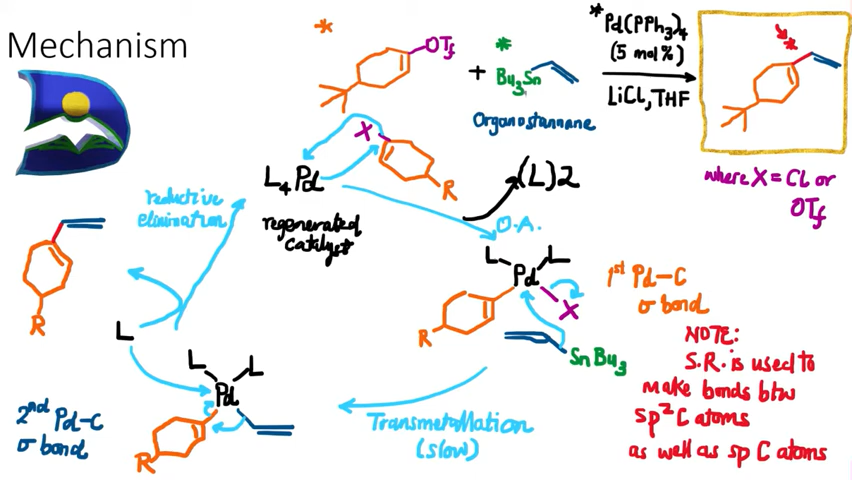 Mechanism
*
OTf
+
*
Bu3Sn
Organostannane
*Pd(PPh3)4
(5 mol%)
LiCl, THF
*
where X = Cl or
OTf
X
R
L4Pd
regenerated
catalyst
(L)2
O.A.
reductive
elimination
L L
Pd
X
R
SnBu3
1st Pd-C
σ bond
NOTE:
S.R. is used to
make bonds btw
sp2 C atoms
as well as sp C atoms
Transmetallation
(slow)
R
L
L L
Pd
R
2nd Pd-C
σ bond